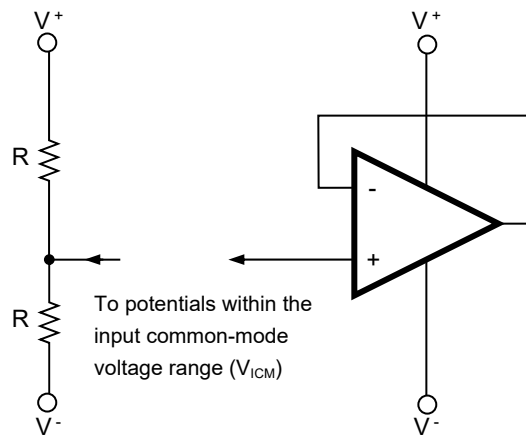 V+
V+
R
-
+
R
To potentials within the
input common-mode
voltage range (VICM)
V-
V-